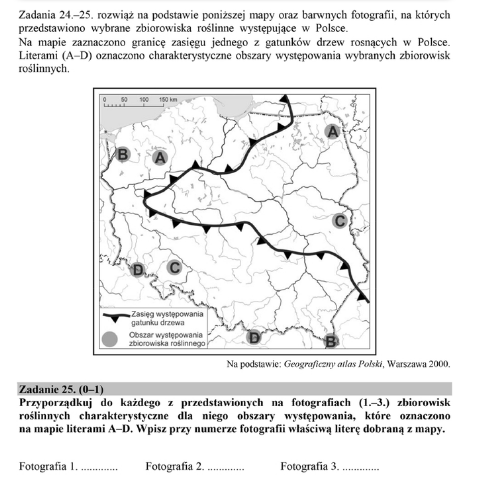 Zadania 24.–25. rozwiąż na podstawie poniższej mapy oraz barwnych fotografii, na których
przedstawiono wybrane zbiorowiska roślinne występujące w Polsce.
Na mapie zaznaczono granicę zasięgu jednego z gatunków drzew rosnących w Polsce.
Literami (A–D) oznaczono charakterystyczne obszary występowania wybranych zbiorowisk
roślinnych.
0 50 100 150 km
A
B
A
C
D
C
D
B
Zasięg występowania
gatunku drzewa
Obszar występowania
zbiorowiska roślinnego
Na podstawie: Geograficzny atlas Polski, Warszawa 2000.
Zadanie 25. (0–1)
Przyporządkuj do każdego z przedstawionych na fotografiach (1.–3.) zbiorowisk
roślinnych charakterystyczne dla niego obszary występowania, które oznaczono
na mapie literami A–D. Wpisz przy numerze fotografii właściwą literę dobraną z mapy.
Fotografia 1. ............. Fotografia 2. ............. Fotografia 3. .............